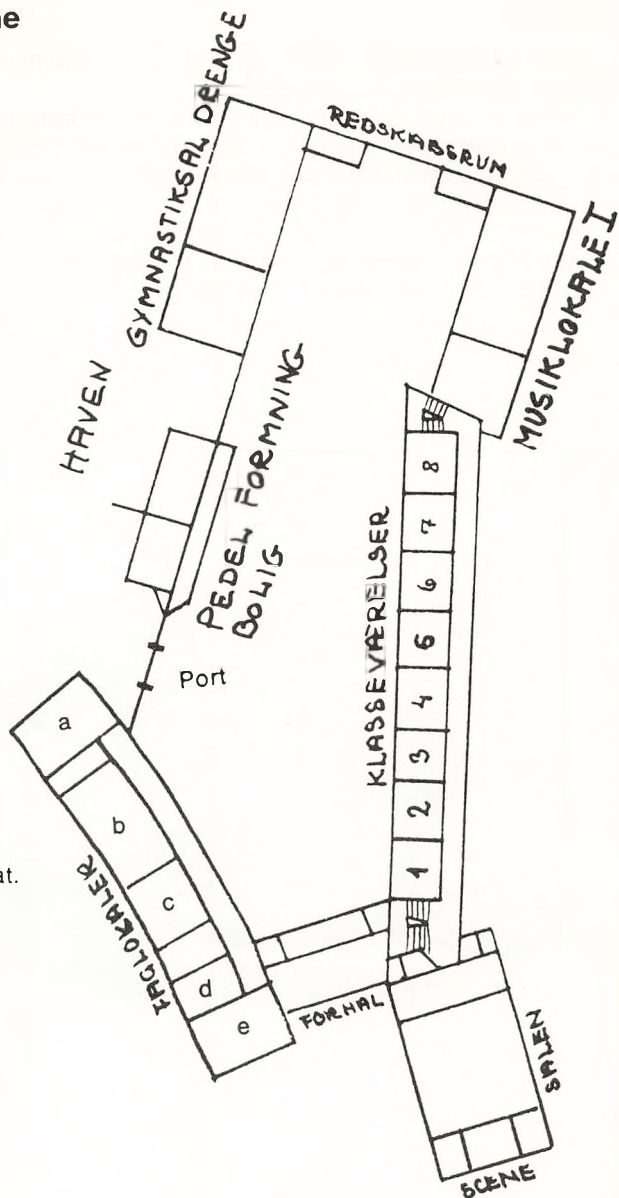 ne
GYMNASTIKSAL DRENGE
REDSKABSRUM
MUSIKLOKALE I
HAVEN
PEDEL FORMNING
BOLIG
Port
KLASSEVÆRELSER
8
7
6
5
4
3
2
1
a
b
c
d
e
at.
FAGLOKALER
FORHAL
SALEN
SCENE